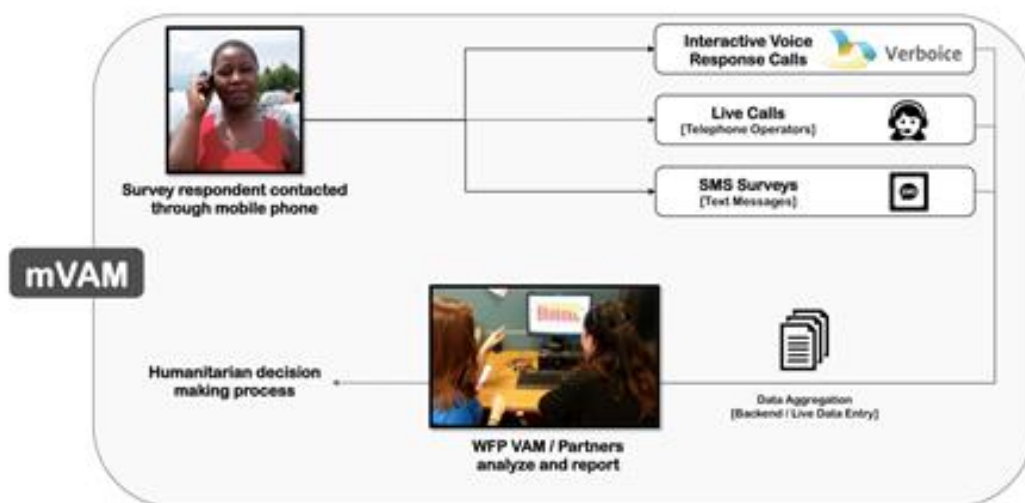 Interactive Voice
Response Calls
Verboice
Live Calls
[Telephone Operators]
Survey respondent contacted
through mobile phone
SMS Surveys
[Text Messages]
mVAM
Humanitarian decision
making process
WFP VAM / Partners
analyze and report
Data Aggregation
[Backend / Live Data Entry]